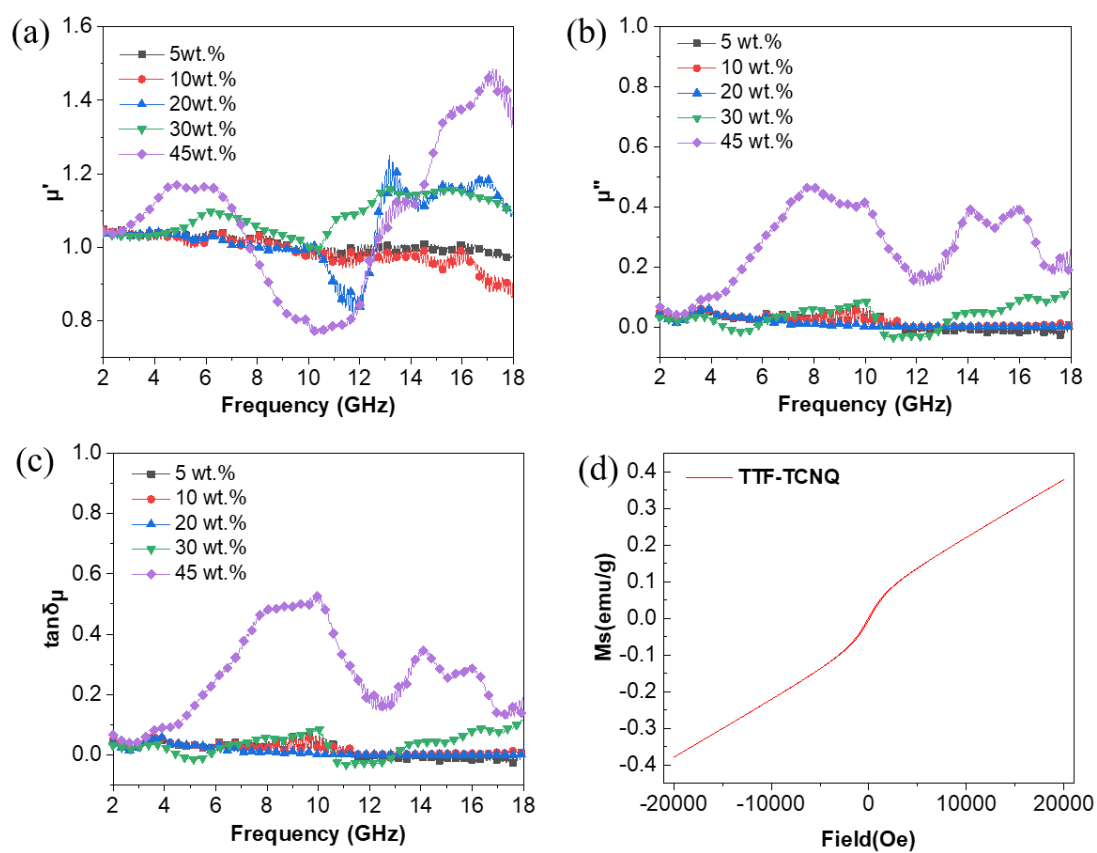 (a)
1.6
1.4
1.2
1.0
0.8
μ'
5wt.%
10wt.%
20wt.%
30wt.%
45wt.%
2 4 6 8 10 12 14 16 18
Frequency (GHz)
(b)
1.0
0.8
0.6
0.4
0.2
0.0
μ''
5 wt.%
10 wt.%
20 wt.%
30 wt.%
45 wt.%
2 4 6 8 10 12 14 16 18
Frequency (GHz)
(c)
1.0
0.8
0.6
0.4
0.2
0.0
tanδμ
5 wt.%
10 wt.%
20 wt.%
30 wt.%
45 wt.%
2 4 6 8 10 12 14 16 18
Frequency (GHz)
(d)
0.4
0.3
0.2
0.1
0.0
-0.1
-0.2
-0.3
-0.4
Ms(emu/g)
TTF-TCNQ
-20000 -10000 0 10000 20000
Field(Oe)